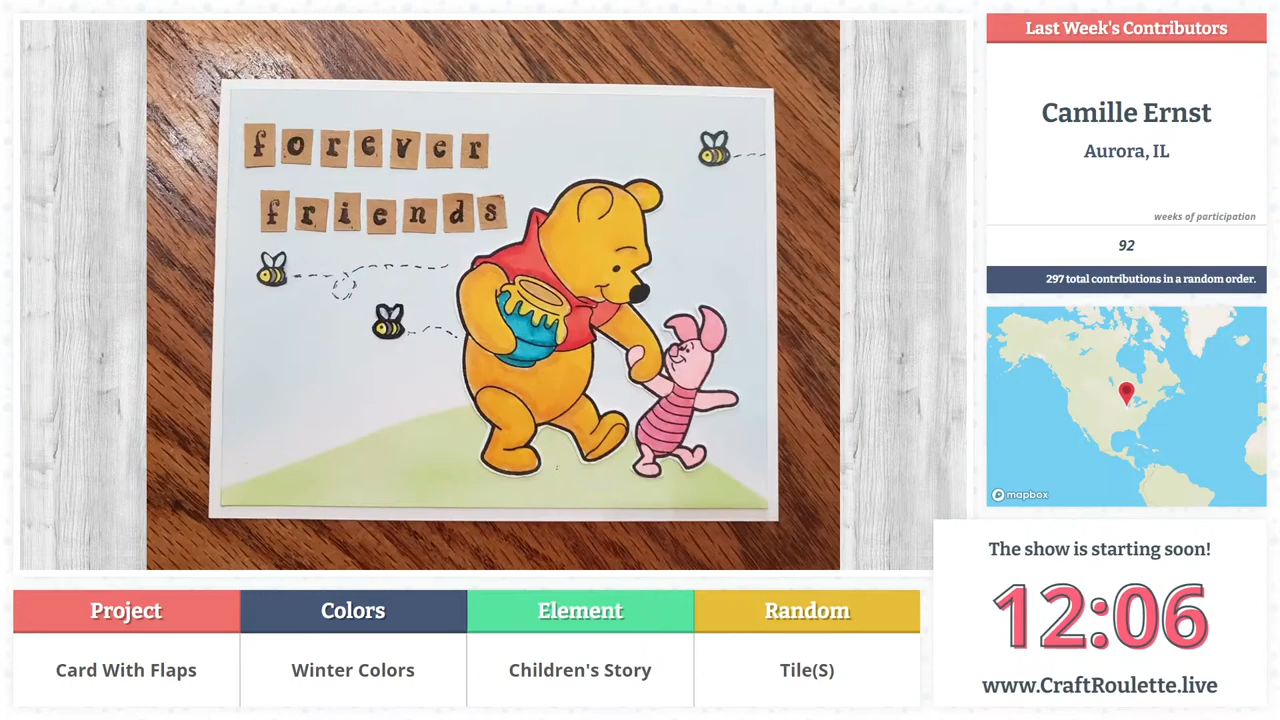 forever
friends
Last Week's Contributors
Camille Ernst
Aurora, IL
weeks of participation
92
297 total contributions in a random order.
mapbox
The show is starting soon!
12:06
www.CraftRoulette.live
Project
Colors
Element
Random
Card With Flaps
Winter Colors
Children's Story
Tile(S)